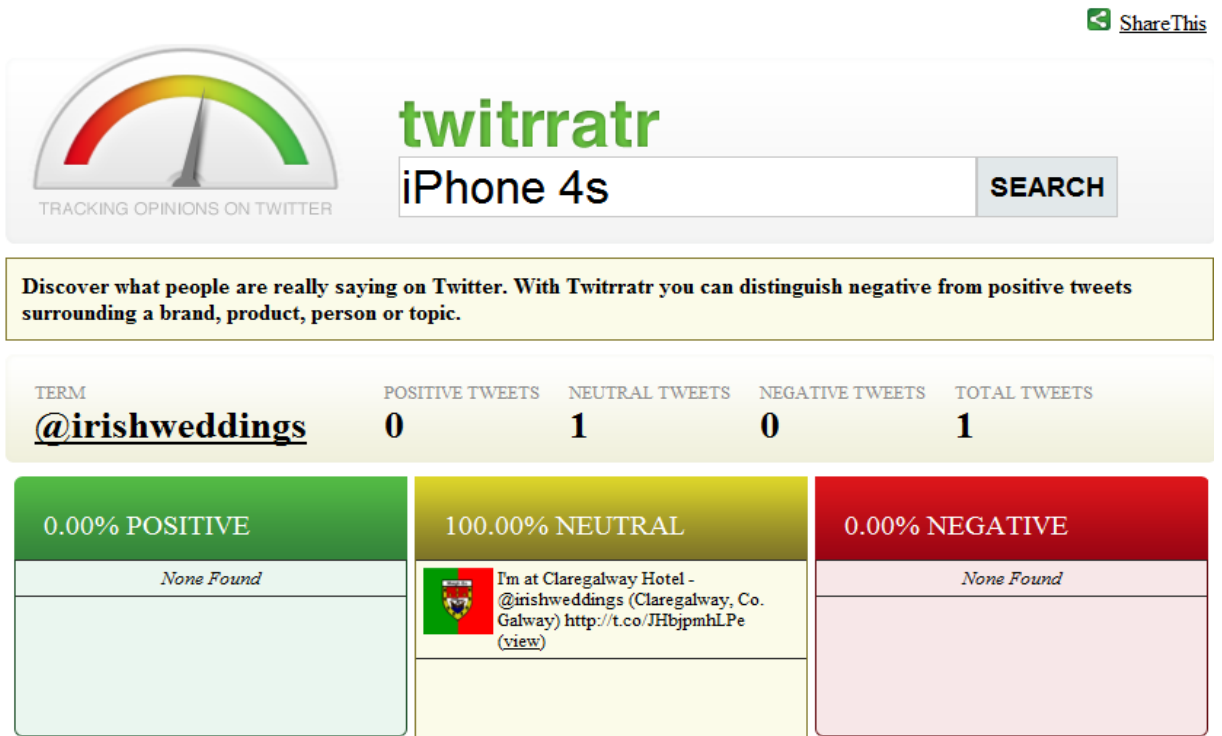 ShareThis
twitrratr
iPhone 4s
SEARCH
TRACKING OPINIONS ON TWITTER
Discover what people are really saying on Twitter. With Twitrratr you can distinguish negative from positive tweets
surrounding a brand, product, person or topic.
TERM
@irishweddings
POSITIVE TWEETS
0
NEUTRAL TWEETS
1
NEGATIVE TWEETS
0
TOTAL TWEETS
1
0.00% POSITIVE
None Found
100.00% NEUTRAL
I'm at Claregalway Hotel -
@irishweddings (Claregalway, Co.
Galway) http://t.co/JHbjpmhLPe
(view)
0.00% NEGATIVE
None Found